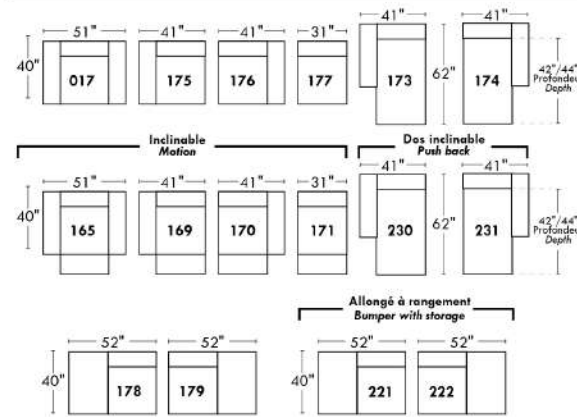 51" 41" 41" 31" 41" 41"
40" 017 175 176 177 173 62" 174 42"/44"
Profondeur
Depth
Inclinable
Motion
Dos inclinable
Push back
51" 41" 41" 31" 41" 41"
40" 165 169 170 171 230 62" 231 42"/44"
Profondeur
Depth
Allongé à rangement
Bumper with storage
52" 52" 52" 52"
40" 178 179 40" 221 222